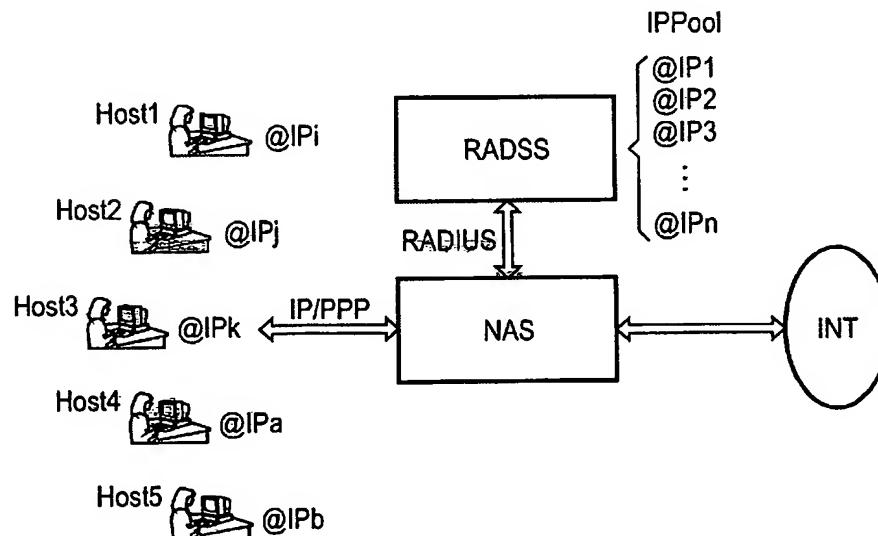 IPPool
@IP1
@IP2
@IP3
⋮
@IPn
Host1
@IPi
RADSS
Host2
@IPj
RADIUS
Host3
@IPk
IP/PPP
NAS
INT
Host4
@IPa
Host5
@IPb